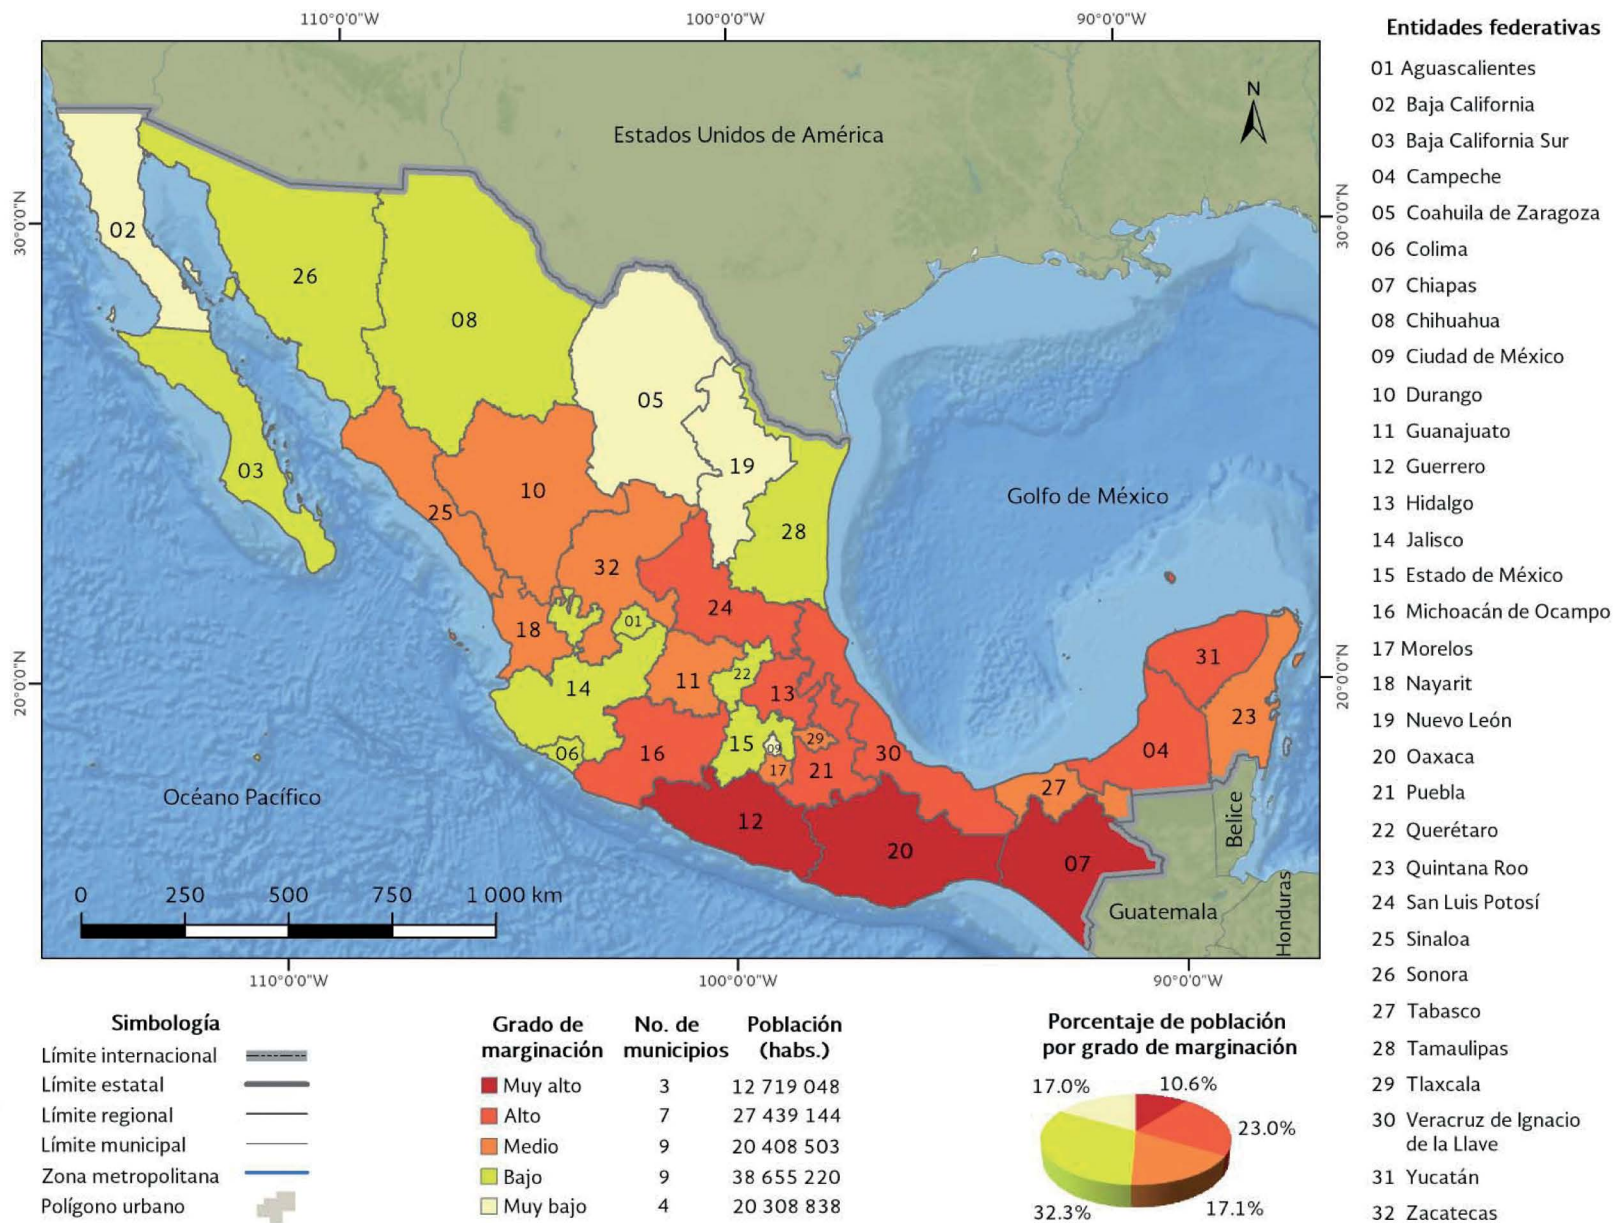 110°0'0"W 100°0'0"W 90°0'0"W
30°0'0"N
20°0'0"N
30°0'0"N
20°0'0"N
Estados Unidos de América
N
02
26
08
05
03
19
10
25
28
32
24
01
18
31
11
22
14
13
23
15
09
29
06
16
30
04
17
21
27
12
20
07
Golfo de México
Océano Pacífico
Belice
Guatemala
Honduras
0 250 500 750 1 000 km
110°0'0"W 100°0'0"W 90°0'0"W
Entidades federativas
01 Aguascalientes
02 Baja California
03 Baja California Sur
04 Campeche
05 Coahuila de Zaragoza
06 Colima
07 Chiapas
08 Chihuahua
09 Ciudad de México
10 Durango
11 Guanajuato
12 Guerrero
13 Hidalgo
14 Jalisco
15 Estado de México
16 Michoacán de Ocampo
17 Morelos
18 Nayarit
19 Nuevo León
20 Oaxaca
21 Puebla
22 Querétaro
23 Quintana Roo
24 San Luis Potosí
25 Sinaloa
26 Sonora
27 Tabasco
28 Tamaulipas
29 Tlaxcala
30 Veracruz de Ignacio
de la Llave
31 Yucatán
32 Zacatecas
Simbología
Límite internacional
Límite estatal
Límite regional
Límite municipal
Zona metropolitana
Polígono urbano
Grado de No. de Población
marginación municipios (habs.)
Muy alto 3 12 719 048
Alto 7 27 439 144
Medio 9 20 408 503
Bajo 9 38 655 220
Muy bajo 4 20 308 838
Porcentaje de población
por grado de marginación
17.0% 10.6%
23.0%
32.3% 17.1%